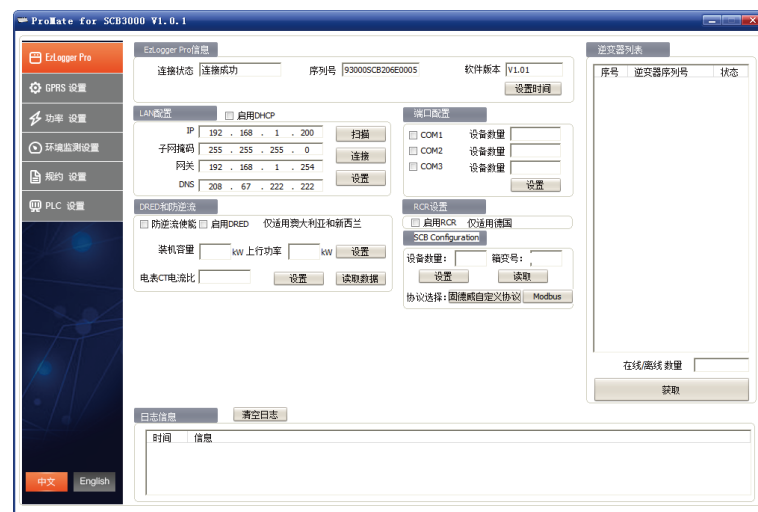 ProMate for SCB3000 V1.0.1
EzLogger Pro
GPRS 设置
功率 设置
环境监测设置
规约 设置
PLC 设置
中文 English
EzLogger Pro信息
连接状态 连接成功 序列号 93000SCB206E0005 软件版本 V1.01
设置时间
LAN配置 启用DHCP
IP 192 . 168 . 1 . 200 扫描
子网掩码 255 . 255 . 255 . 0 连接
网关 192 . 168 . 1 . 254
DNS 208 . 67 . 222 . 222 设置
端口配置
COM1 设备数量
COM2 设备数量
COM3 设备数量
设置
DRED和防逆流
防逆流使能 启用DRED 仅适用澳大利亚和新西兰
装机容量 kW 上行功率 kW 设置
电表CT电流比 设置 读取数据
RCR设置
启用RCR 仅适用德国
SCB Configuration
设备数量: 箱变号:
设置 读取
协议选择: 固德威自定义协议 Modbus
逆变器列表
序号 逆变器序列号 状态
在线/离线 数量
获取
日志信息 清空日志
时间 信息